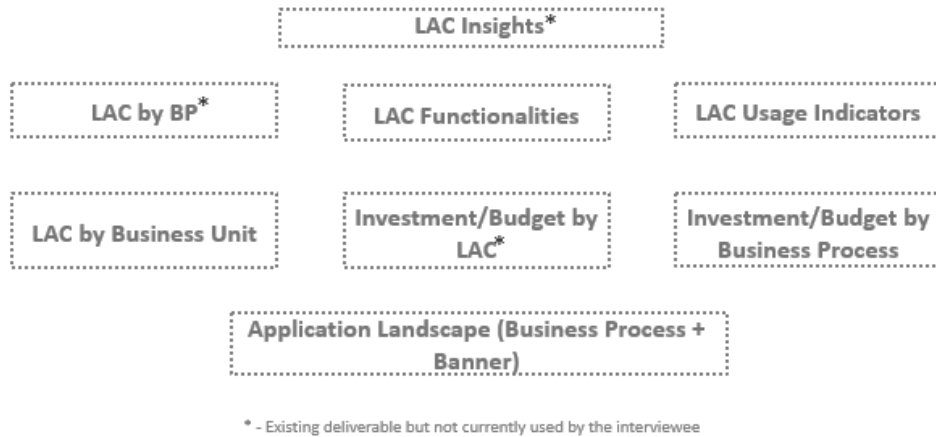 LAC Insights*
LAC by BP*
LAC Functionalities
LAC Usage Indicators
LAC by Business Unit
Investment/Budget by
LAC*
Investment/Budget by
Business Process
Application Landscape (Business Process +
Banner)
* - Existing deliverable but not currently used by the interviewee